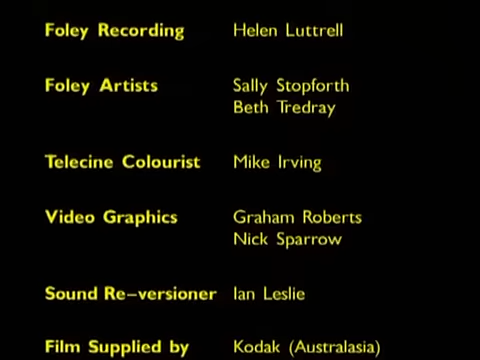 Foley Recording Helen Luttrell
Foley Artists Sally Stopforth
Beth Tredray
Telecine Colourist Mike Irving
Video Graphics Graham Roberts
Nick Sparrow
Sound Re–versioner Ian Leslie
Film Supplied by Kodak (Australasia)